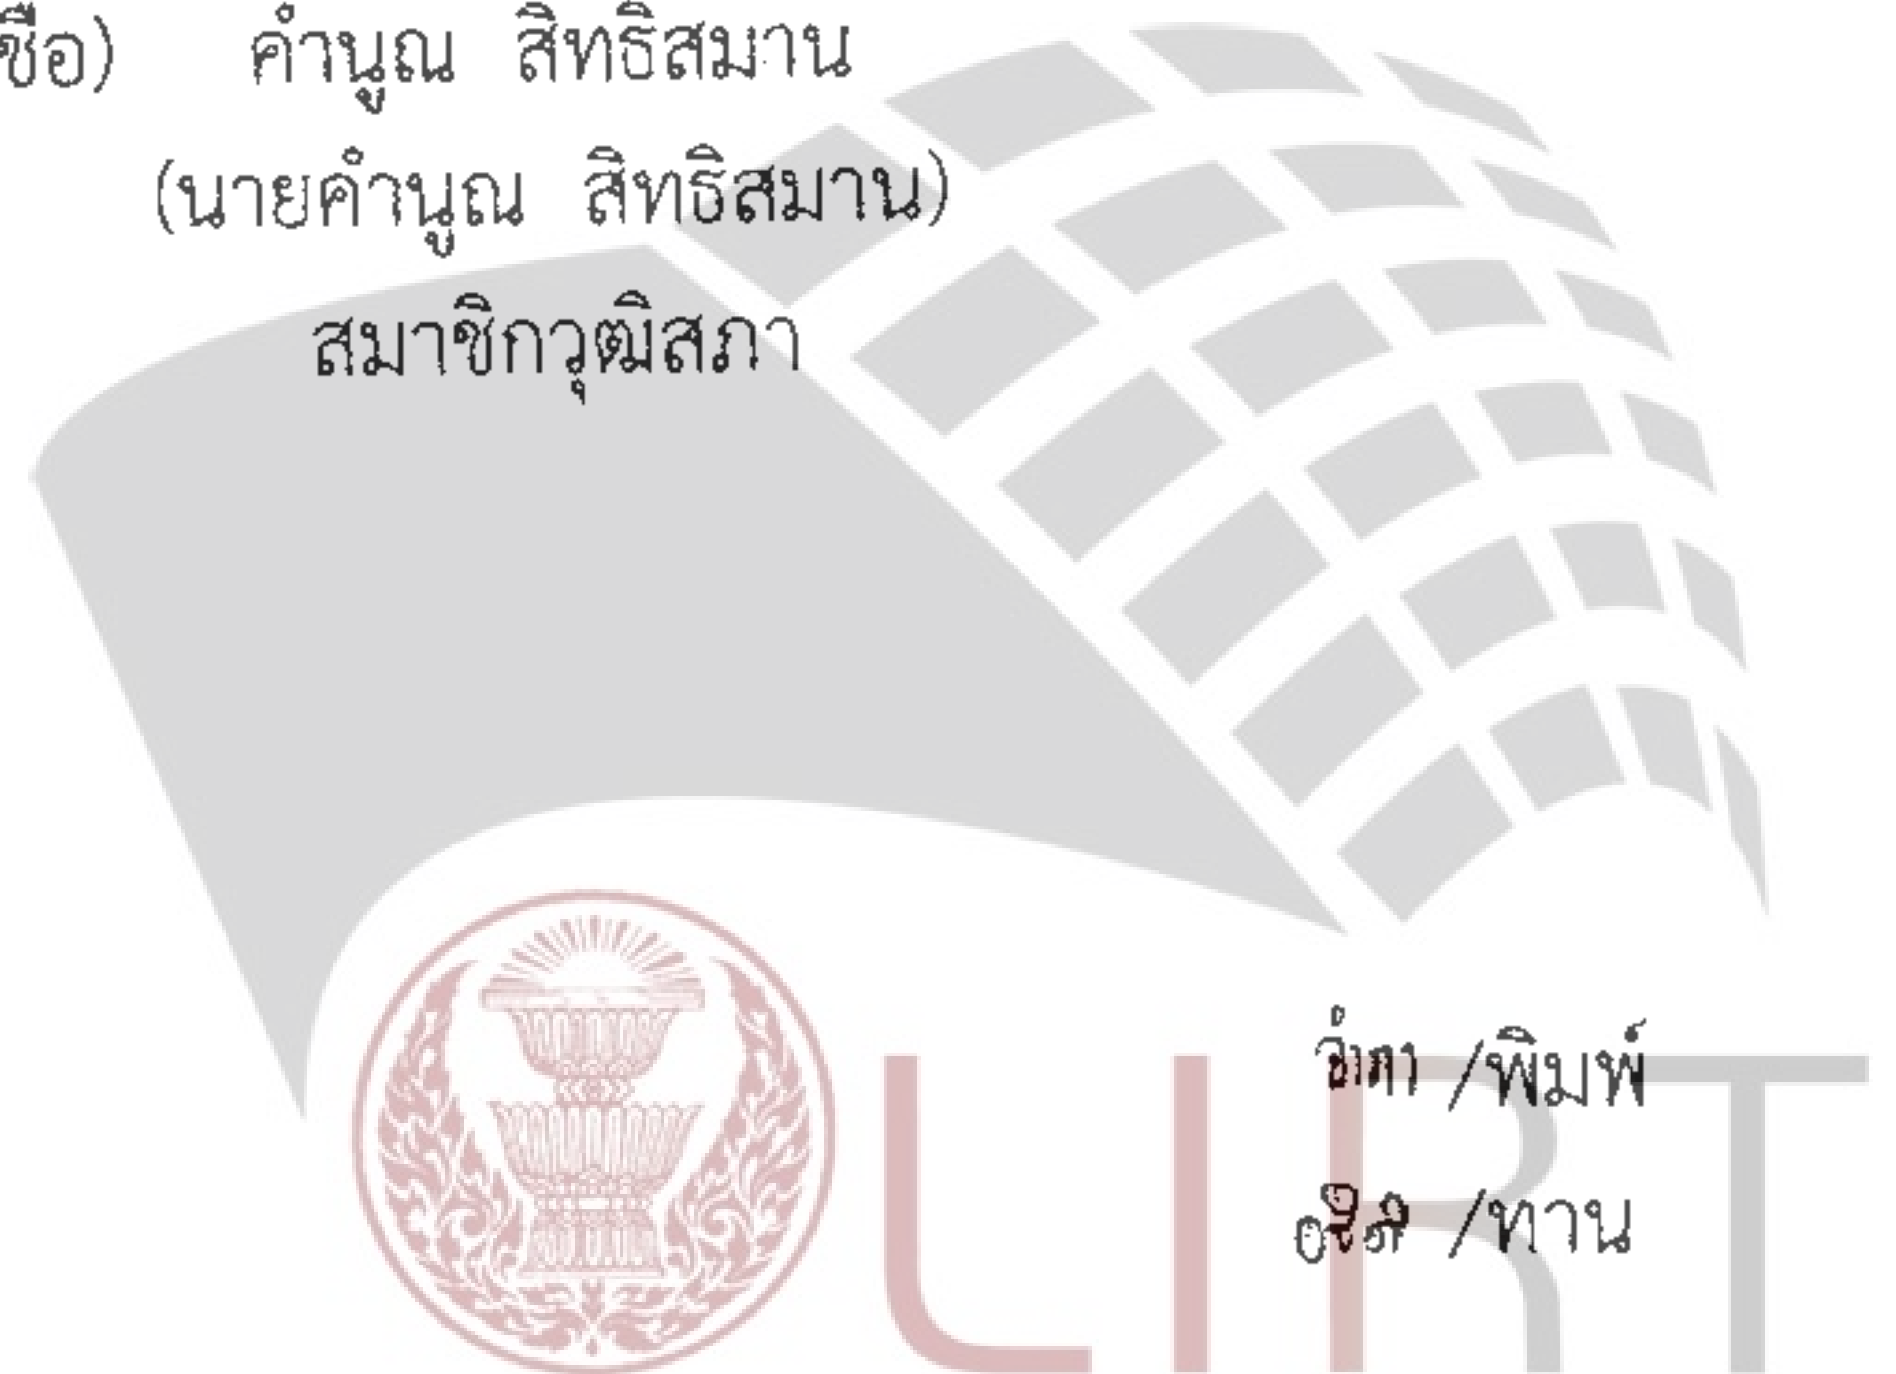 ชื่อ) คำนูณ สิทธิสมาน
(นายคำนูณ สิทธิสมาน)
สมาชิกวุฒิสภา
/พิมพ์
/ทาน
LIRT